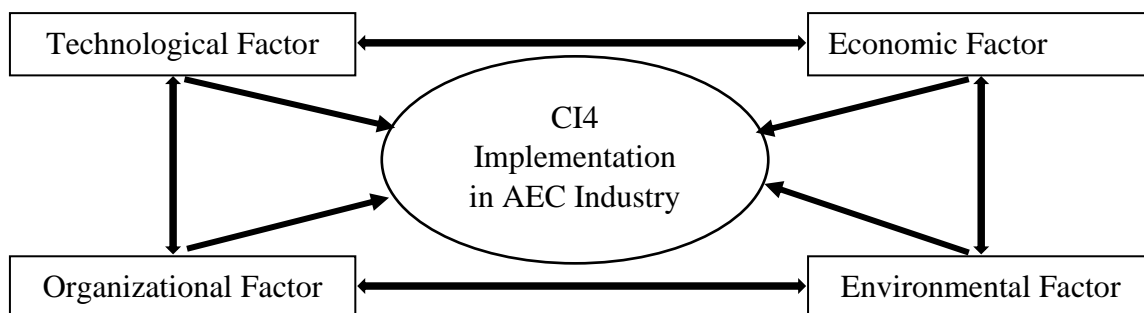 Technological Factor
Economic Factor
CI4
Implementation
in AEC Industry
Organizational Factor
Environmental Factor